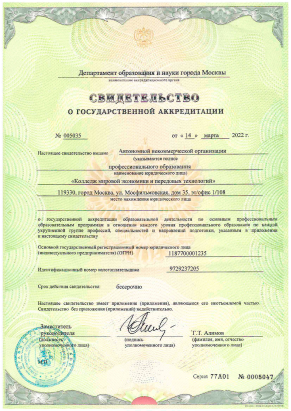 Департамент образования и науки города Москвы
наименование аккредитационного органа
СВИДЕТЕЛЬСТВО
О ГОСУДАРСТВЕННОЙ АККРЕДИТАЦИИ
№ 005035 от « 14 » марта 2022 г.
Настоящее свидетельство выдано Автономной некоммерческой организации
(указываются полное
профессионального образования
наименование юридического лица)
«Колледж мировой экономики и передовых технологий»
119330, город Москва, ул. Мосфильмовская, дом 35, эт/офис 1/108
место нахождения юридического лица
о государственной аккредитации образовательной деятельности по основным профессиональным
образовательным программам в отношении каждого уровня профессионального образования по каждой
укрупненной группе профессий, специальностей и направлений подготовки, указанным в приложении
к настоящему свидетельству
Основной государственный регистрационный номер юридического лица
(индивидуального предпринимателя) (ОГРН) 1187700001235
Идентификационный номер налогоплательщика 9729237205
Срок действия свидетельства бессрочно
Настоящее свидетельство имеет приложение (приложения), являющееся его неотъемлемой частью.
Свидетельство без приложения (приложений) недействительно.
Заместитель
руководителя Т.Т. Алимов
(должность (подпись (фамилия, имя, отчество
уполномоченного лица) уполномоченного лица) уполномоченного лица)
МП
Серия 77А01 № 0005047